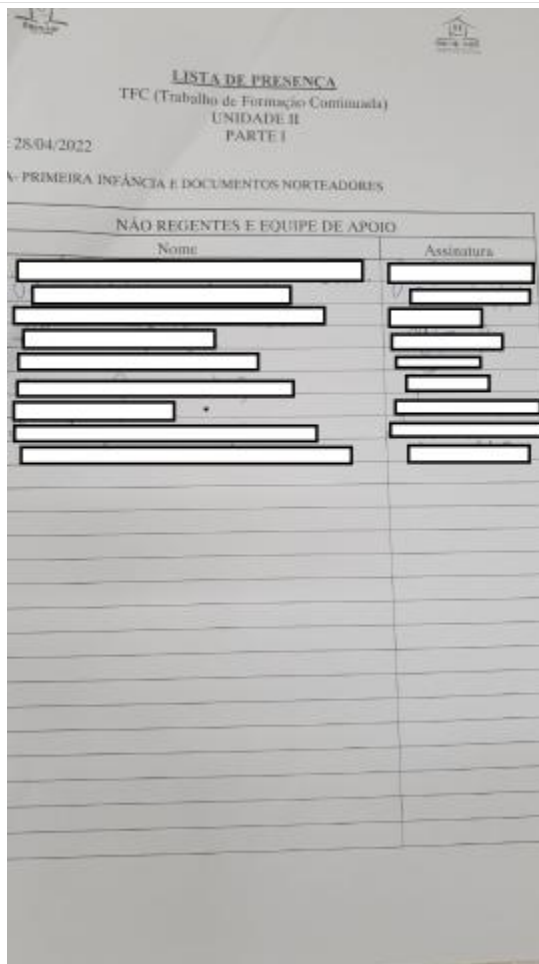 LISTA DE PRESENÇA
TFC (Trabalho de Formação Continuada)
UNIDADE II
PARTE I
: 28/04/2022
A- PRIMEIRA INFÂNCIA E DOCUMENTOS NORTEADORES
NÃO REGENTES E EQUIPE DE APOIO
Nome Assinatura